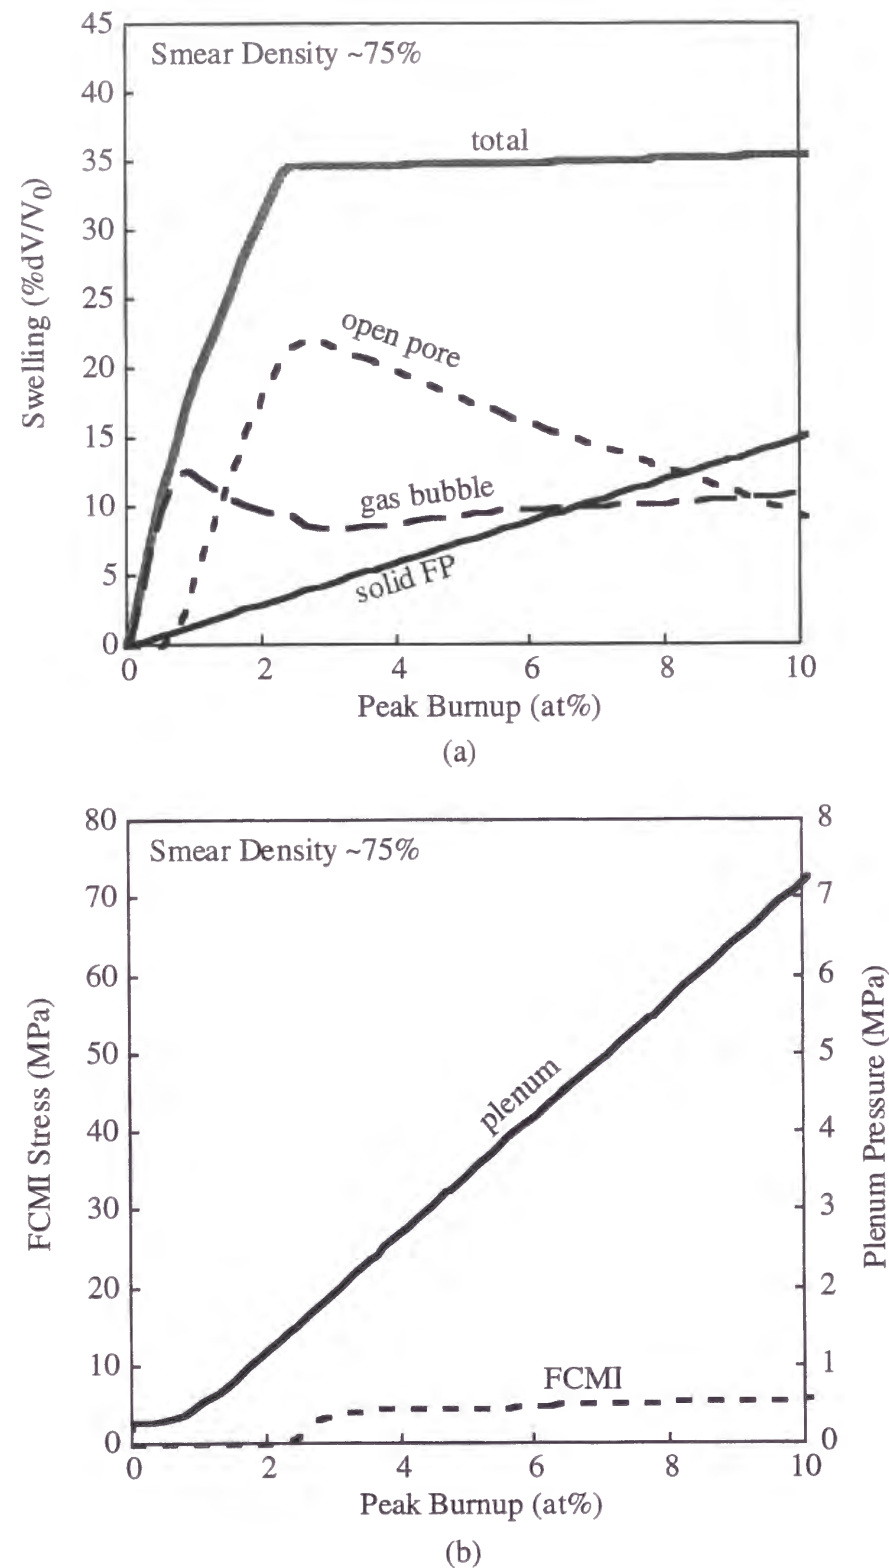 45
Smear Density ~75%
40
total
35
30
25
open pore
20
15
gas bubble
10
solid FP
5
0
Swelling (%dV/V₀)
0 2 4 6 8 10
Peak Burnup (at%)
(a)
80 8
Smear Density ~75%
70 7
60 6
50 5
plenum
40 4
30 3
20 2
10 1
FCMI
0 0
FCMI Stress (MPa)
Plenum Pressure (MPa)
0 2 4 6 8 10
Peak Burnup (at%)
(b)